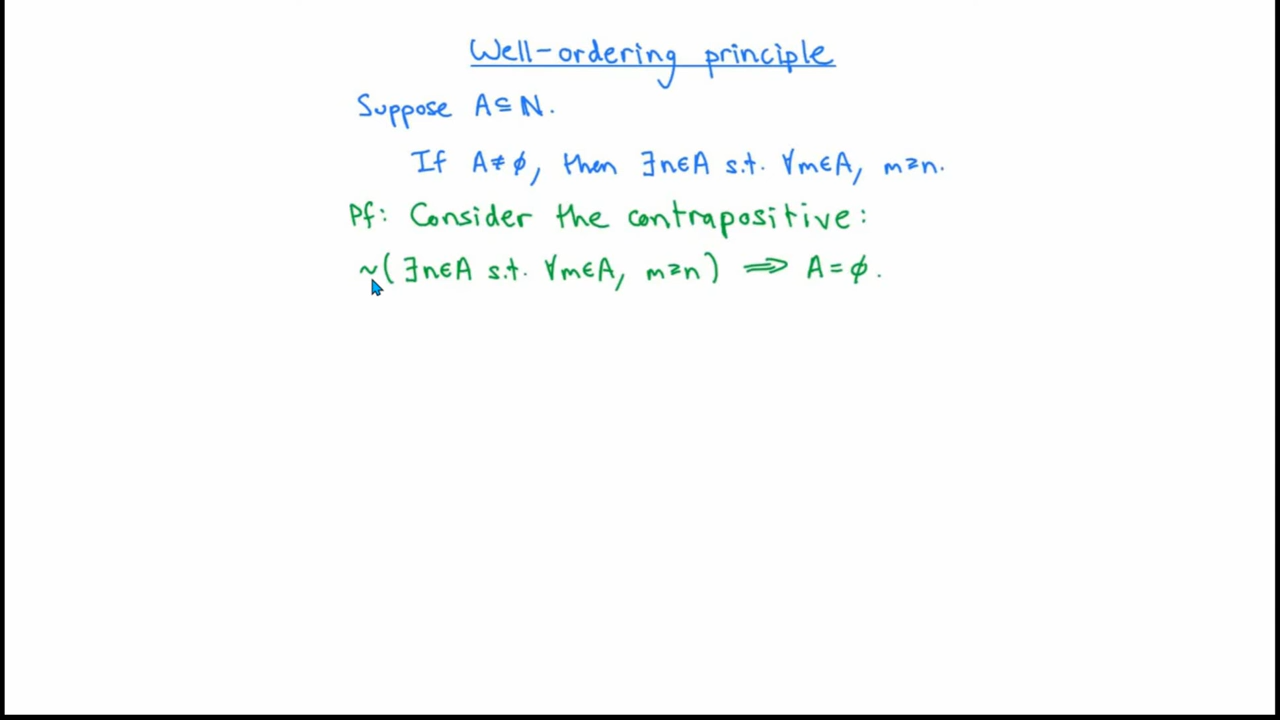 Well-ordering principle
Suppose A⊆ℕ.
If A≠ϕ, then ∃n∈A s.t. ∀m∈A, m≥n.
Pf: Consider the contrapositive:
~(∃n∈A s.t. ∀m∈A, m≥n) ⟹ A=ϕ.